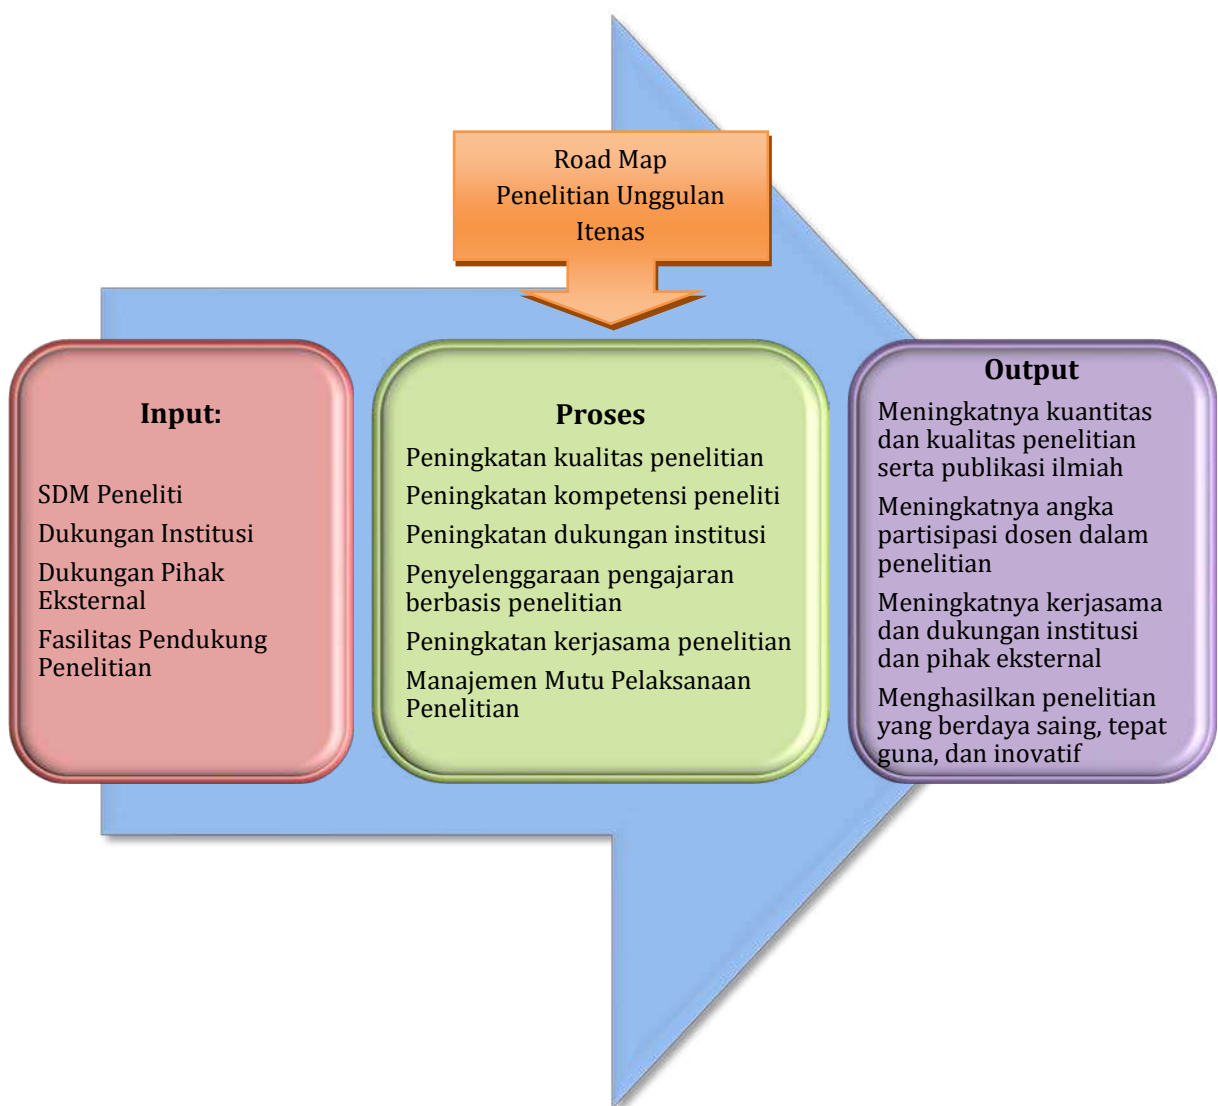 Road Map
Penelitian Unggulan
Itenas
Input:
SDM Peneliti
Dukungan Institusi
Dukungan Pihak
Eksternal
Fasilitas Pendukung
Penelitian
Proses
Peningkatan kualitas penelitian
Peningkatan kompetensi peneliti
Peningkatan dukungan institusi
Penyelenggaraan pengajaran
berbasis penelitian
Peningkatan kerjasama penelitian
Manajemen Mutu Pelaksanaan
Penelitian
Output
Meningkatnya kuantitas
dan kualitas penelitian
serta publikasi ilmiah
Meningkatnya angka
partisipasi dosen dalam
penelitian
Meningkatnya kerjasama
dan dukungan institusi
dan pihak eksternal
Menghasilkan penelitian
yang berdaya saing, tepat
guna, dan inovatif